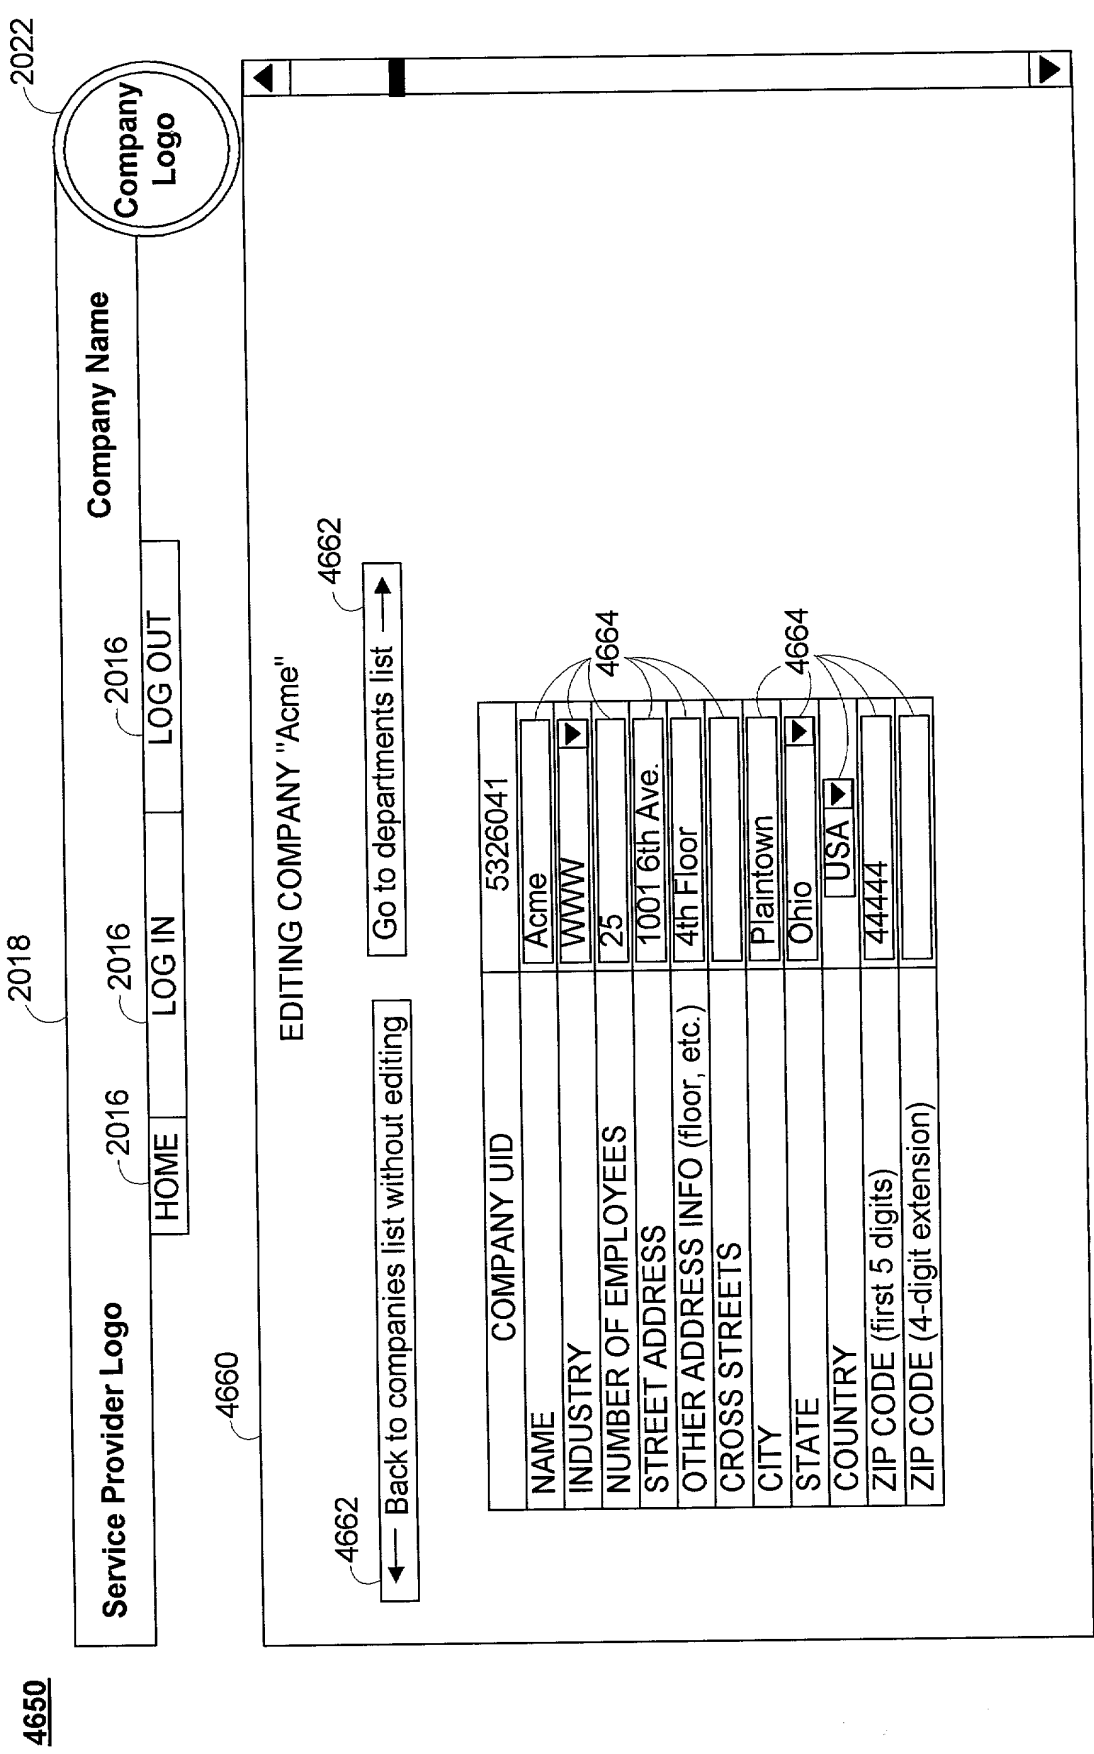 4650
2018
2022
Service Provider Logo
Company Name
Company
Logo
2016
2016
2016
HOME
LOG IN
LOG OUT
4660
EDITING COMPANY "Acme"
4662
4662
← Back to companies list without editing
Go to departments list →
COMPANY UID 5326041
NAME Acme
INDUSTRY WWW
NUMBER OF EMPLOYEES 25
STREET ADDRESS 1001 6th Ave.
OTHER ADDRESS INFO (floor, etc.) 4th Floor
CROSS STREETS
CITY Plaintown
STATE Ohio
COUNTRY USA
ZIP CODE (first 5 digits) 44444
ZIP CODE (4-digit extension)
4664
4664